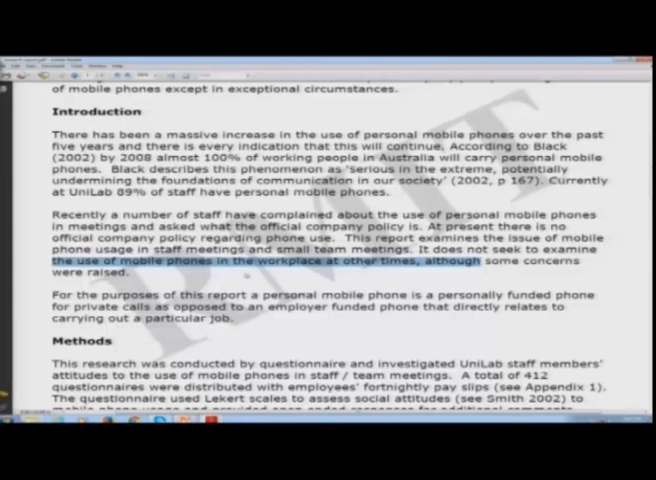 of mobile phones except in exceptional circumstances.
Introduction
There has been a massive increase in the use of personal mobile phones over the past
five years and there is every indication that this will continue. According to Black
(2002) by 2008 almost 100% of working people in Australia will carry personal mobile
phones. Black describes this phenomenon as 'serious in the extreme, potentially
undermining the foundations of communication in our society' (2002, p 167). Currently
at UniLab 89% of staff have personal mobile phones.
Recently a number of staff have complained about the use of personal mobile phones
in meetings and asked what the official company policy is. At present there is no
official company policy regarding phone use. This report examines the issue of mobile
phone usage in staff meetings and small team meetings. It does not seek to examine
the use of mobile phones in the workplace at other times, although some concerns
were raised.
For the purposes of this report a personal mobile phone is a personally funded phone
for private calls as opposed to an employer funded phone that directly relates to
carrying out a particular job.
Methods
This research was conducted by questionnaire and investigated UniLab staff members'
attitudes to the use of mobile phones in staff / team meetings. A total of 412
questionnaires were distributed with employees' fortnightly pay slips (see Appendix 1).
The questionnaire used Lekert scales to assess social attitudes (see Smith 2002) to
mobile phone usage and provided open ended responses for additional comments
RMIT